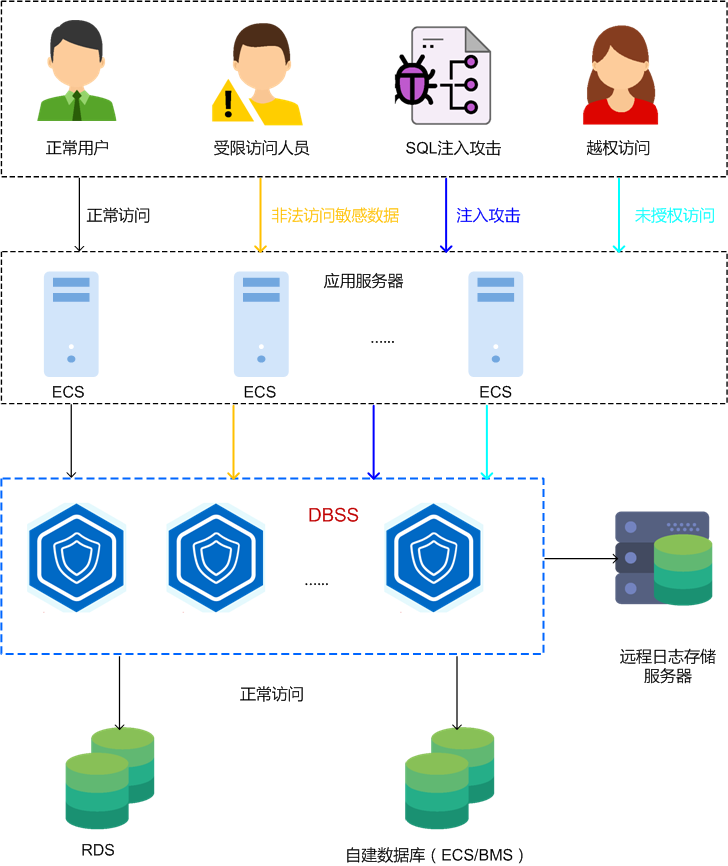 正常用户
受限访问人员
SQL注入攻击
越权访问
正常访问
非法访问敏感数据
注入攻击
未授权访问
应用服务器
......
ECS
ECS
ECS
DBSS
......
远程日志存储
服务器
正常访问
RDS
自建数据库（ECS/BMS）